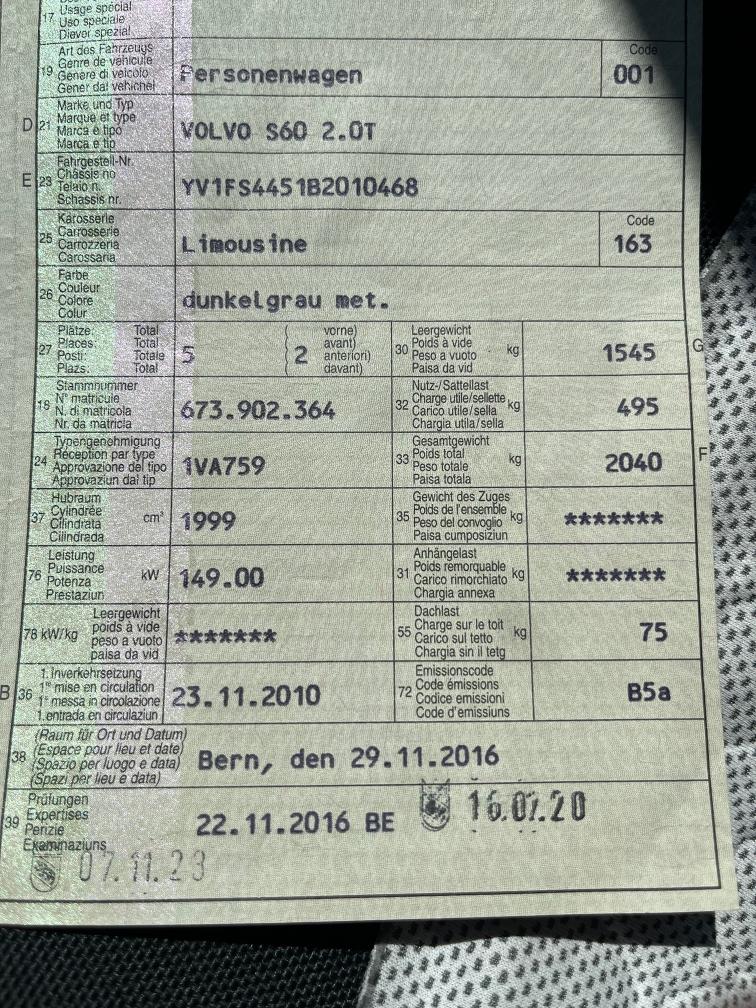 Usage spécial
17 Uso speciale
Diever spezial
Art des Fahrzeugs
Genre de véhicule
19 Genere di veicolo
Gener dal vehichel
Personenwagen
Code
001
Marke und Typ
D 21 Marque et type
Marca e tipo
Marca e tip
VOLVO S60 2.0T
Fahrgestell-Nr.
E 23 Châssis no
Telaio n.
Schassis nr.
YV1FS4451B2010468
Karosserie
25 Carrosserie
Carrozzeria
Carossaria
Limousine
Code
163
Farbe
26 Couleur
Colore
Colur
dunkelgrau met.
Plätze: Total
27 Places: Total
Posti: Totale
Plazs: Total
5
( vorne)
avant)
2 anteriori)
( davant)
Leergewicht
30 Poids à vide
Peso a vuoto kg
Paisa da vid
1545 G
Stammnummer
18 N° matricule
N. di matricola
Nr. da matricla
673.902.364
Nutz-/Sattellast
32 Charge utile/sellette
Carico utile/sella kg
Chargia utila/sella
495
Typengenehmigung
24 Réception par type
Approvazione del tipo
Approvaziun dal tip
1VA759
Gesamtgewicht
33 Poids total
Peso totale kg
Paisa totala
2040 F
Hubraum
37 Cylindrée
Cilindrata cm³
Cilindrada
1999
Gewicht des Zuges
35 Poids de l'ensemble
Peso del convoglio kg
Paisa cumposiziun
*******
Leistung
76 Puissance
Potenza kW
Prestaziun
149.00
Anhängelast
31 Poids remorquable
Carico rimorchiato kg
Chargia annexa
*******
Leergewicht
78 kW/kg poids à vide
peso a vuoto
paisa da vid
*******
Dachlast
55 Charge sur le toit
Carico sul tetto kg
Chargia sin il tetg
75
1. Inverkehrsetzung
B 36 1re mise en circulation
1a messa in circolazione
1. entrada en circulaziun
23.11.2010
Emissionscode
72 Code émissions
Codice emissioni
Code d'emissiuns
B5a
(Raum für Ort und Datum)
38 (Espace pour lieu et date)
(Spazio per luogo e data)
(Spazi per lieu e data)
Bern, den 29.11.2016
Prüfungen
39 Expertises
Perizie
Examinaziuns
22.11.2016 BE
16.07.20
07.11.23